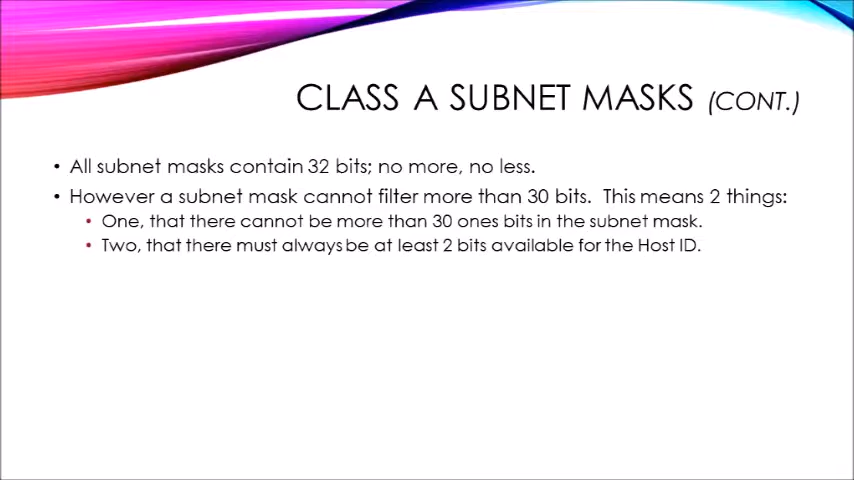 CLASS A SUBNET MASKS (CONT.)
• All subnet masks contain 32 bits; no more, no less.
• However a subnet mask cannot filter more than 30 bits.  This means 2 things:
• One, that there cannot be more than 30 ones bits in the subnet mask.
• Two, that there must always be at least 2 bits available for the Host ID.